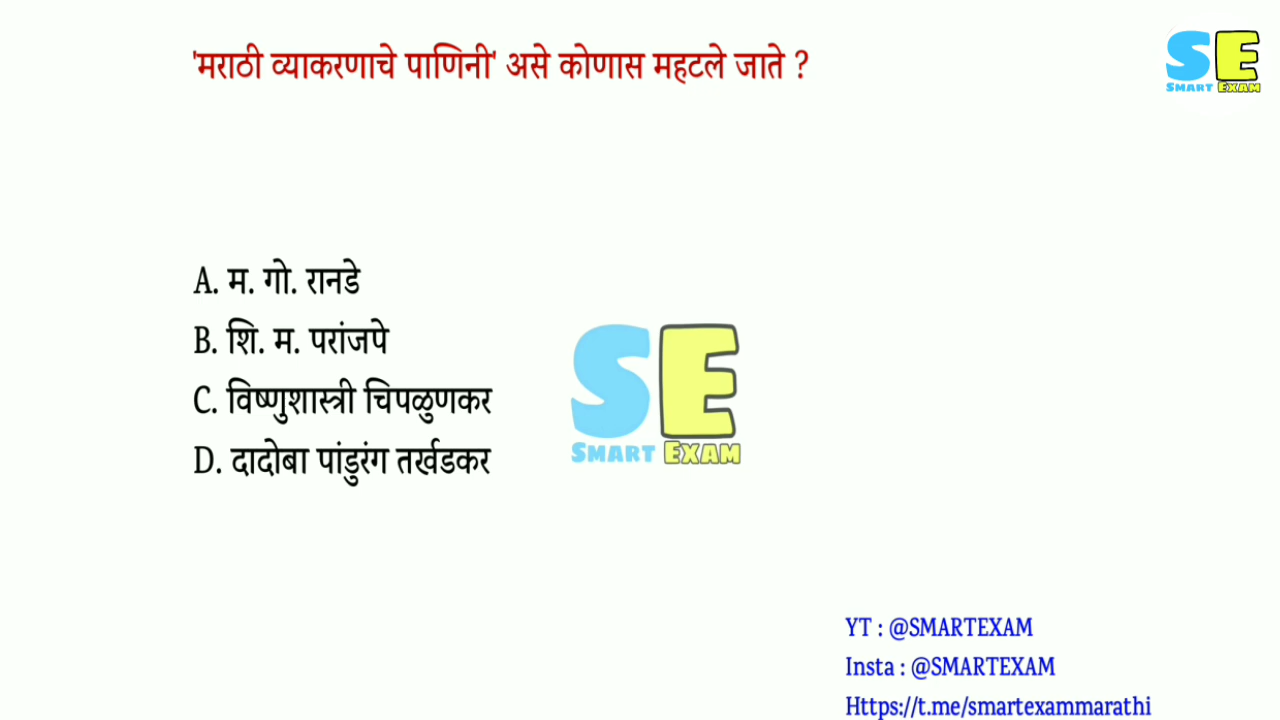 'मराठी व्याकरणाचे पाणिनी' असे कोणास महटले जाते ?
SE
SMART EXAM
A. म. गो. रानडे
B. शि. म. परांजपे
C. विष्णुशास्त्री चिपळुणकर
D. दादोबा पांडुरंग तर्खडकर
SE
SMART EXAM
YT : @SMARTEXAM
Insta : @SMARTEXAM
Https://t.me/smartexammarathi